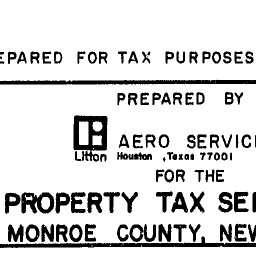 EPARED FOR TAX PURPOSES
PREPARED BY
AERO SERVIC
Litton Houston , Texas 77001
FOR THE
PROPERTY TAX SE
MONROE COUNTY, NEW